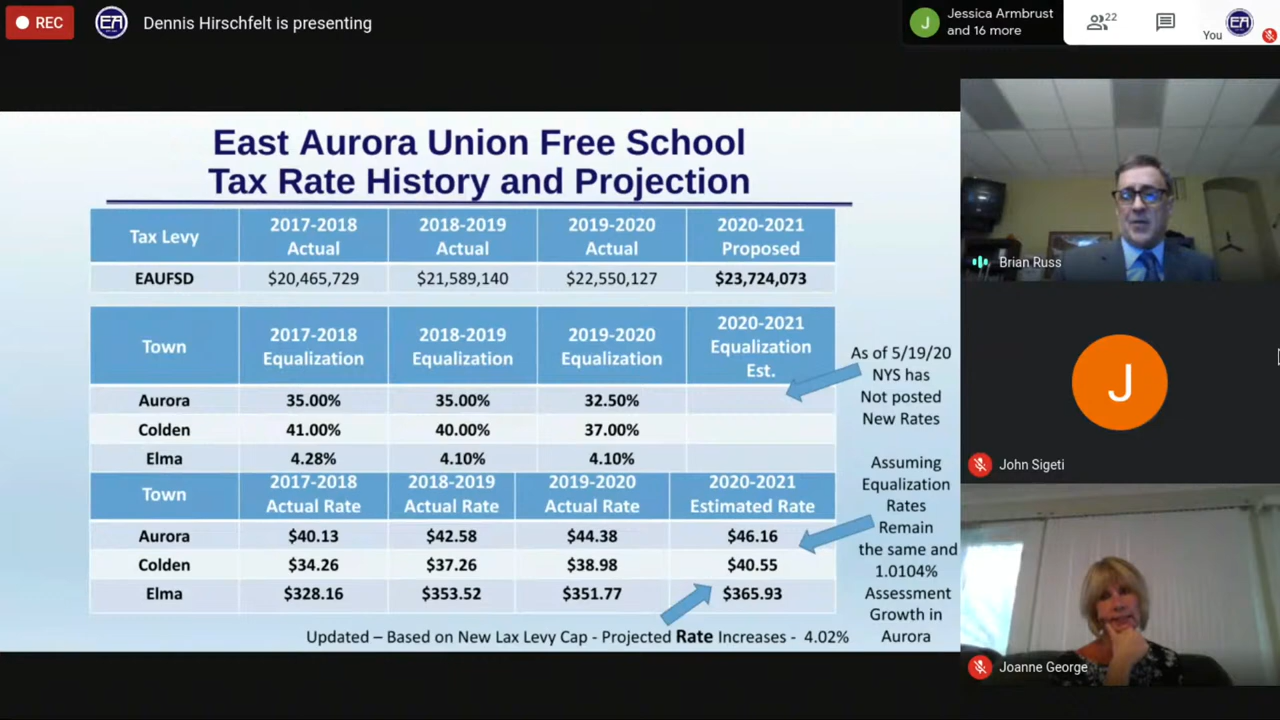 REC
EA
Dennis Hirschfelt is presenting
J
Jessica Armbrust
and 16 more
22
You
EA
East Aurora Union Free School
Tax Rate History and Projection
Tax Levy 2017-2018 Actual 2018-2019 Actual 2019-2020 Actual 2020-2021 Proposed
EAUFSD $20,465,729 $21,589,140 $22,550,127 $23,724,073
Town 2017-2018 Equalization 2018-2019 Equalization 2019-2020 Equalization 2020-2021 Equalization Est.
Aurora 35.00% 35.00% 32.50%
Colden 41.00% 40.00% 37.00%
Elma 4.28% 4.10% 4.10%
Town 2017-2018 Actual Rate 2018-2019 Actual Rate 2019-2020 Actual Rate 2020-2021 Estimated Rate
Aurora $40.13 $42.58 $44.38 $46.16
Colden $34.26 $37.26 $38.98 $40.55
Elma $328.16 $353.52 $351.77 $365.93
As of 5/19/20
NYS has
Not posted
New Rates
Assuming
Equalization
Rates
Remain
the same and
1.0104%
Assessment
Growth in
Aurora
Updated – Based on New Lax Levy Cap - Projected Rate Increases - 4.02%
Brian Russ
J
John Sigeti
Joanne George